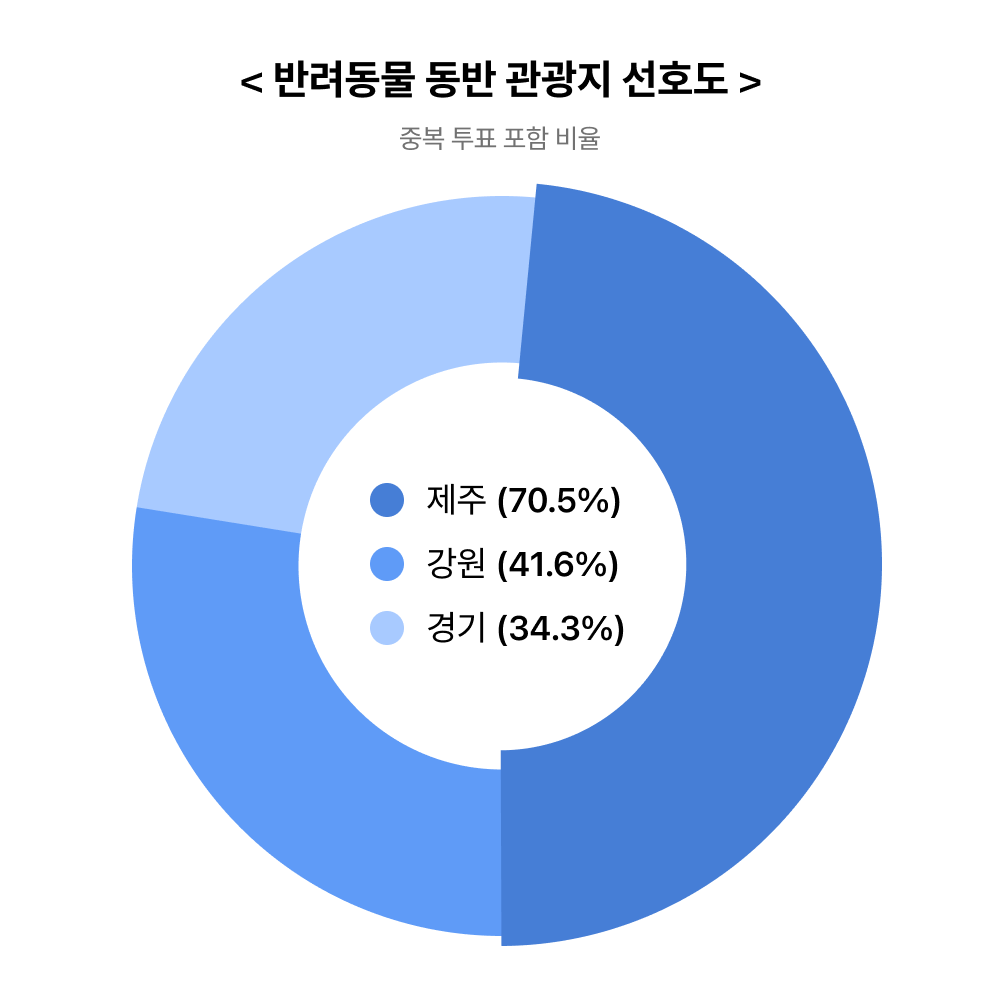 < 반려동물 동반 관광지 선호도 >
중복 투표 포함 비율
제주 (70.5%)
강원 (41.6%)
경기 (34.3%)